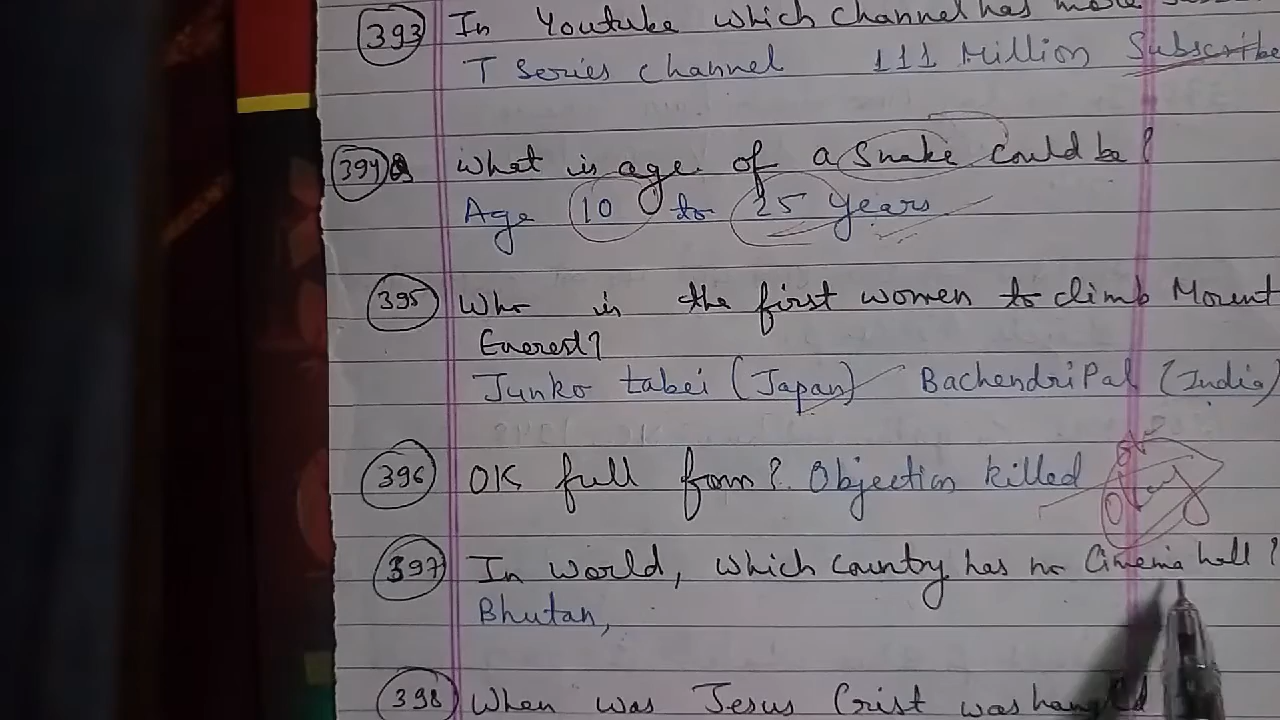 393 In Youtube which channel has more
T Series channel 111 Million Subscribe
394 Q What is age of a Snake could be?
Age 10 to 25 years
395 Who is the first women to climb Mount
Everest?
Junko tabei (Japan) Bachendri Pal (India)
396 OK full from? Objection killed
397 In world, which country has no Cinema hall?
Bhutan,
398 When was Jesus Crist was hanged